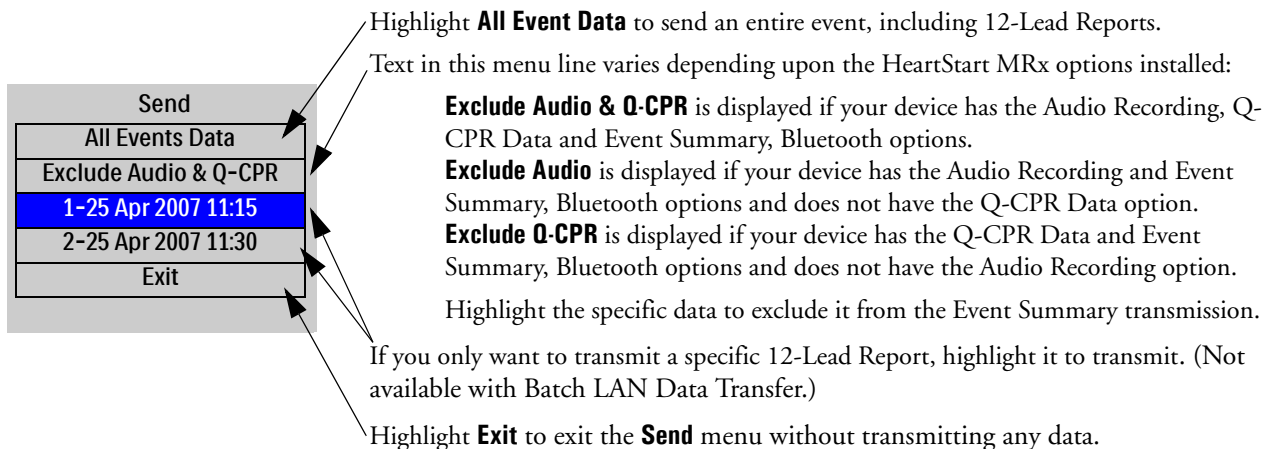 Highlight All Event Data to send an entire event, including 12-Lead Reports.
Text in this menu line varies depending upon the HeartStart MRx options installed:
Send
All Events Data
Exclude Audio & Q-CPR
1-25 Apr 2007 11:15
2-25 Apr 2007 11:30
Exit
Exclude Audio & Q-CPR is displayed if your device has the Audio Recording, Q-
CPR Data and Event Summary, Bluetooth options.
Exclude Audio is displayed if your device has the Audio Recording and Event
Summary, Bluetooth options and does not have the Q-CPR Data option.
Exclude Q-CPR is displayed if your device has the Q-CPR Data and Event
Summary, Bluetooth options and does not have the Audio Recording option.
Highlight the specific data to exclude it from the Event Summary transmission.
If you only want to transmit a specific 12-Lead Report, highlight it to transmit. (Not
available with Batch LAN Data Transfer.)
Highlight Exit to exit the Send menu without transmitting any data.